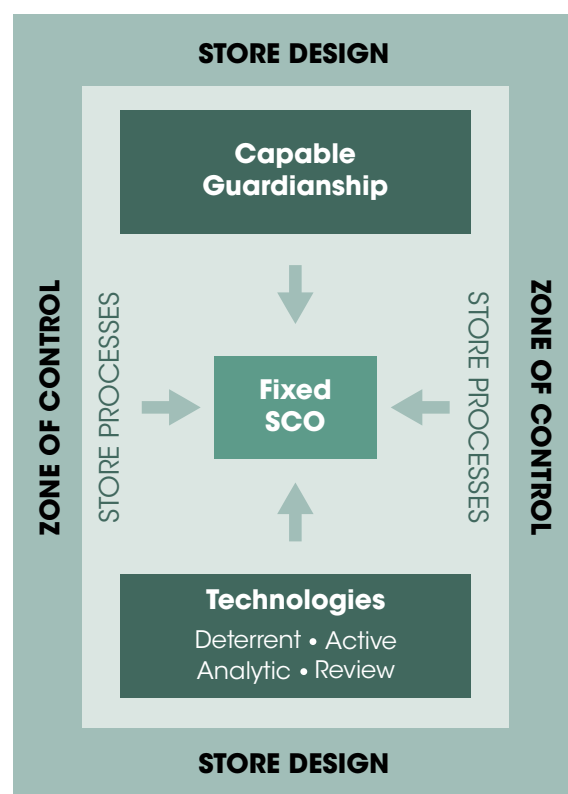 STORE DESIGN
Capable
Guardianship
ZONE OF CONTROL
STORE PROCESSES
Fixed
SCO
STORE PROCESSES
ZONE OF CONTROL
Technologies
Deterrent • Active
Analytic • Review
STORE DESIGN